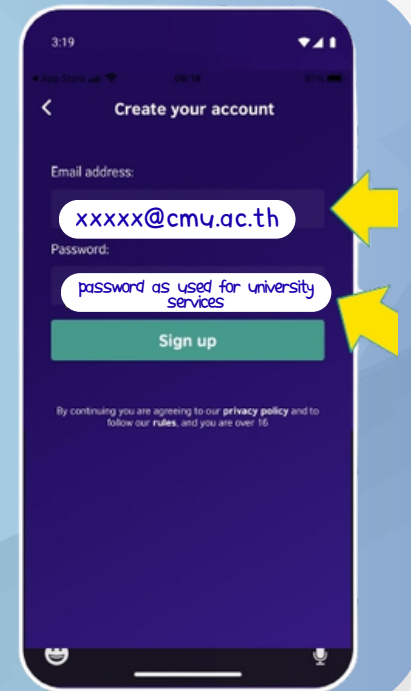 3:19
Create your account
Email address:
xxxxx@cmu.ac.th
Password:
password as used for university
services
Sign up
By continuing you are agreeing to our privacy policy and to
follow our rules, and you are over 16